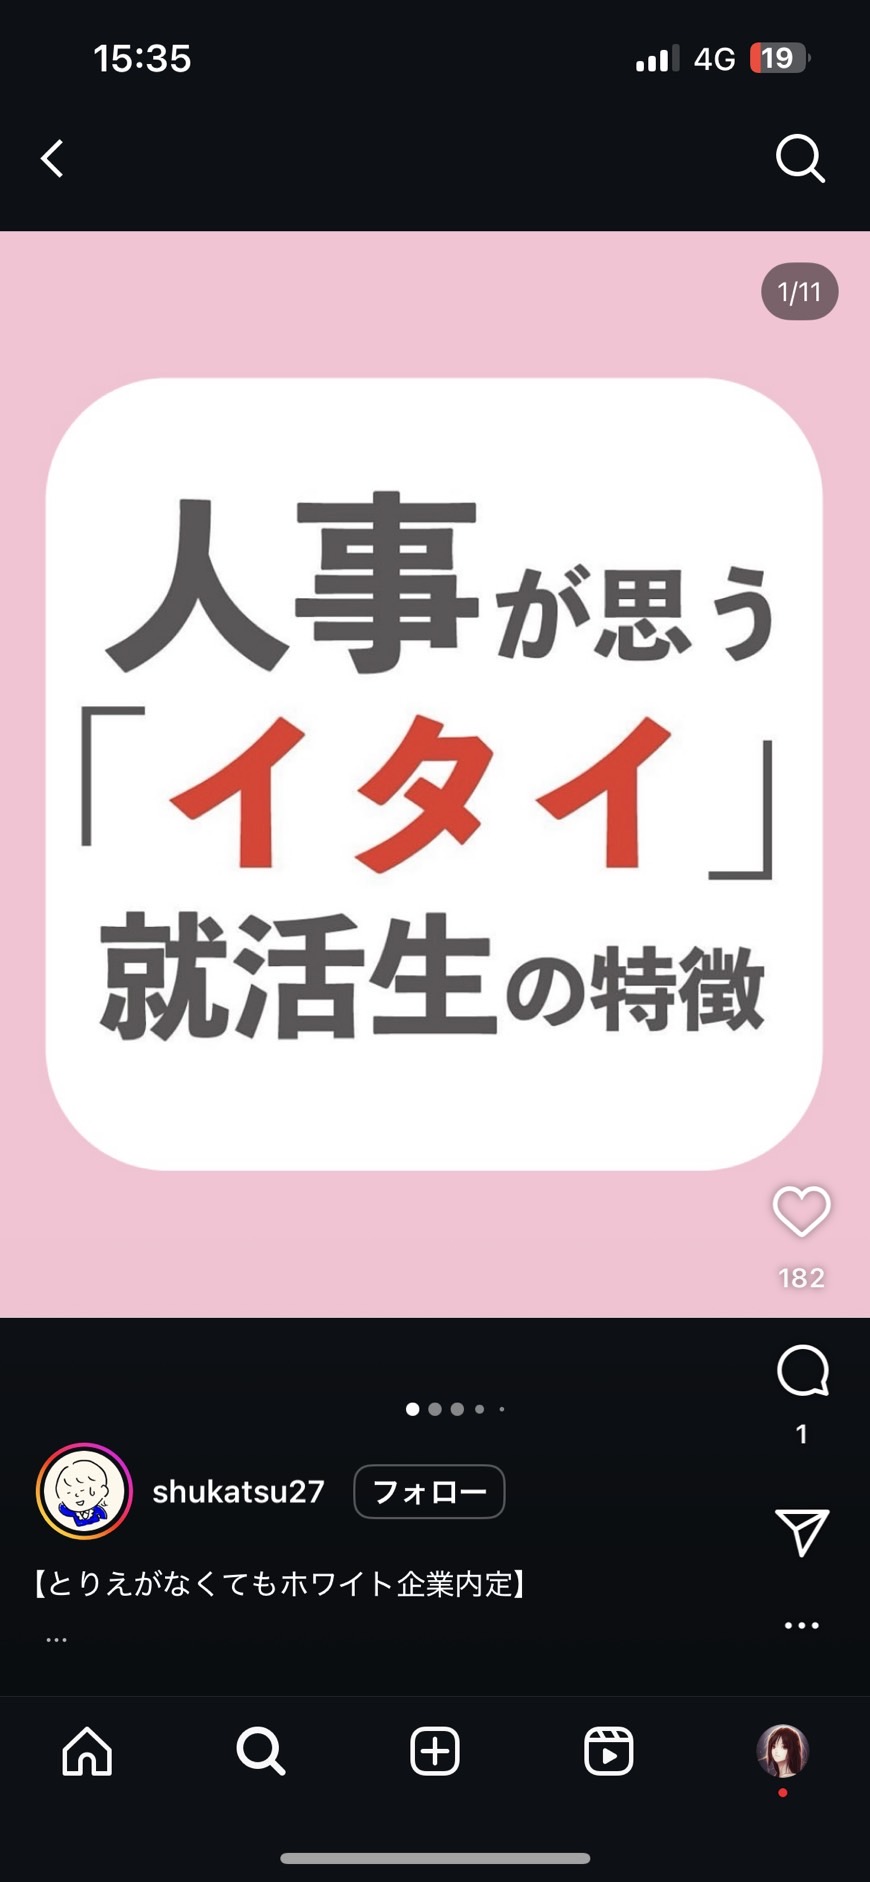 15:35
4G 19
1/11
人事が思う
「イタイ」
就活生の特徴
182
1
shukatsu27 フォロー
【とりえがなくてもホワイト企業内定】
...